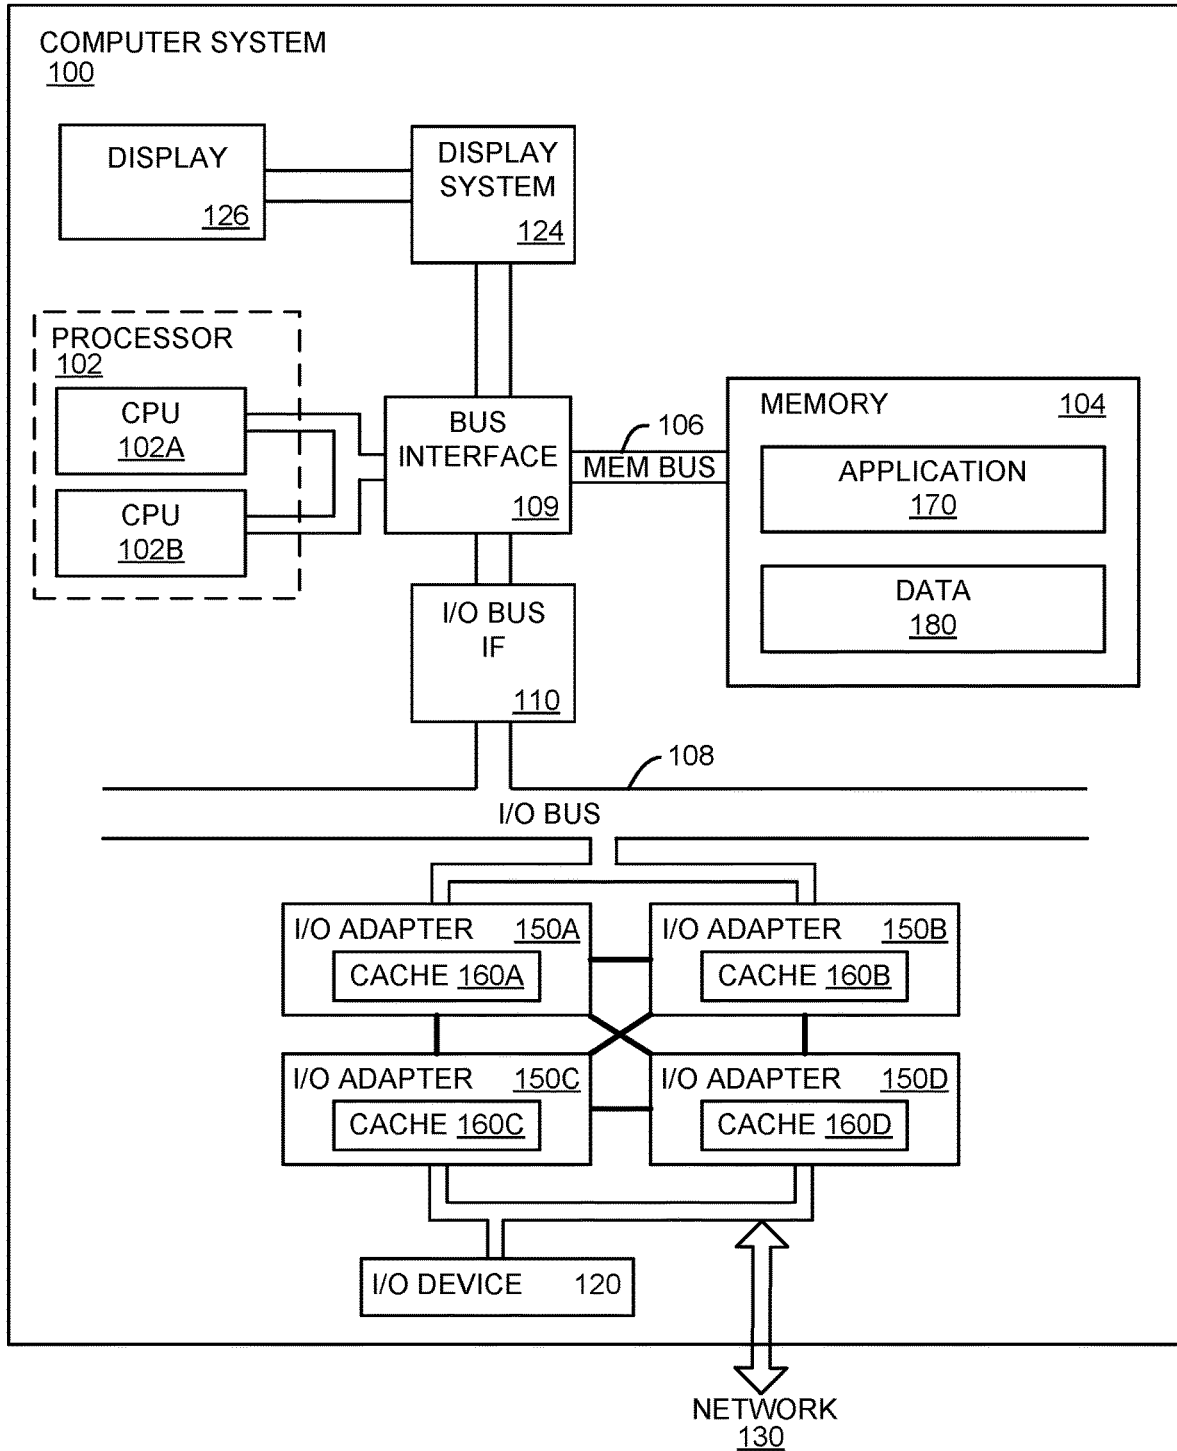 COMPUTER SYSTEM
100
DISPLAY
126
DISPLAY
SYSTEM
124
PROCESSOR
102
CPU
102A
CPU
102B
BUS
INTERFACE
109
106
MEM BUS
MEMORY 104
APPLICATION
170
DATA
180
I/O BUS
IF
110
108
I/O BUS
I/O ADAPTER 150A
CACHE 160A
I/O ADAPTER 150B
CACHE 160B
I/O ADAPTER 150C
CACHE 160C
I/O ADAPTER 150D
CACHE 160D
I/O DEVICE 120
NETWORK
130